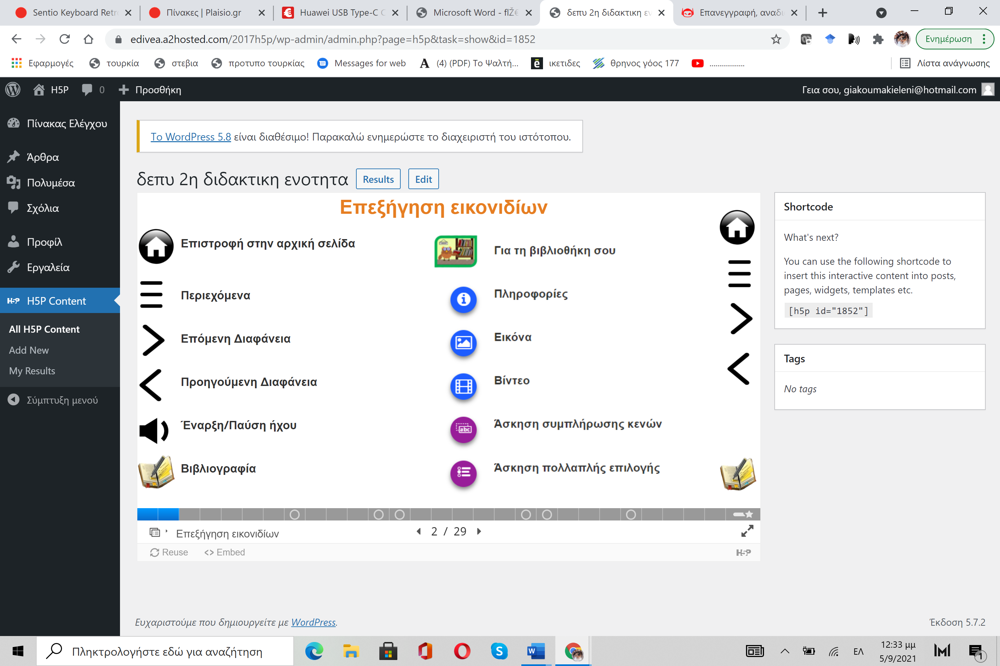 Sentio Keyboard Retr
Πίνακες | Plaisio.gr
Huawei USB Type-C C
Microsoft Word - flŽ€
δεπυ 2η διδακτικη εν
Επανεγγραφή, αναδι
edivea.a2hosted.com/2017h5p/wp-admin/admin.php?page=h5p&task=show&id=1852
Ενημέρωση
Εφαρμογές
τουρκία
στεβια
προτυπο τουρκίας
Messages for web
(4) (PDF) Το Ψαλτή...
ικετιδες
θρηνος γόος 177
..................
Λίστα ανάγνωσης
H5P
0
Προσθήκη
Γεια σου, giakoumakieleni@hotmail.com
Πίνακας Ελέγχου
Άρθρα
Πολυμέσα
Σχόλια
Προφίλ
Εργαλεία
H5P Content
All H5P Content
Add New
My Results
Σύμπτυξη μενού
Το WordPress 5.8 είναι διαθέσιμο! Παρακαλώ ενημερώστε το διαχειριστή του ιστότοπου.
δεπυ 2η διδακτικη ενοτητα
Results
Edit
Επεξήγηση εικονιδίων
Επιστροφή στην αρχική σελίδα
Περιεχόμενα
Επόμενη Διαφάνεια
Προηγούμενη Διαφάνεια
Έναρξη/Παύση ήχου
Βιβλιογραφία
Για τη βιβλιοθήκη σου
Πληροφορίες
Εικόνα
Βίντεο
abc
Άσκηση συμπλήρωσης κενών
Άσκηση πολλαπλής επιλογής
Επεξήγηση εικονιδίων
2 / 29
Reuse
Embed
H5P
Shortcode
What's next?
You can use the following shortcode to
insert this interactive content into posts,
pages, widgets, templates etc.
[h5p id="1852"]
Tags
No tags
Ευχαριστούμε που δημιουργείτε με WordPress.
Έκδοση 5.7.2
Πληκτρολογήστε εδώ για αναζήτηση
ΕΛ
12:33 μμ
5/9/2021
1